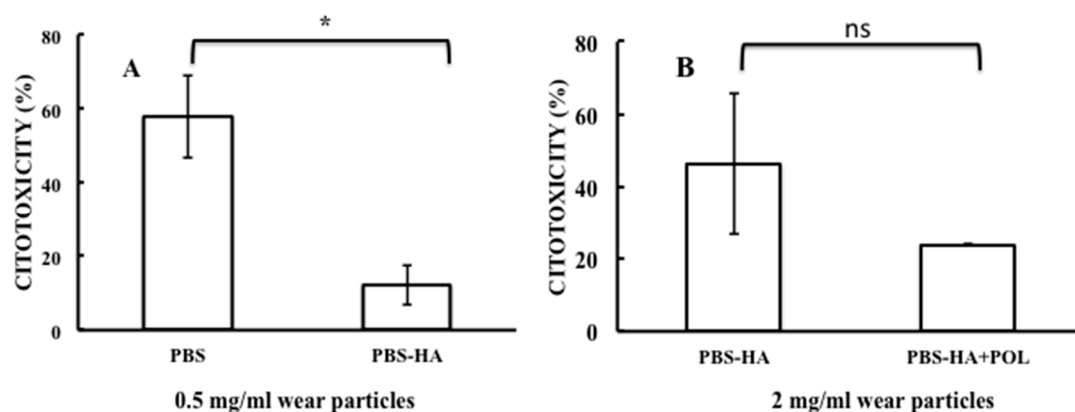 *
80
A
60
40
20
0
CITOTOXICITY (%)
PBS PBS-HA
0.5 mg/ml wear particles
ns
80
B
60
40
20
0
CITOTOXICITY (%)
PBS-HA PBS-HA+POL
2 mg/ml wear particles